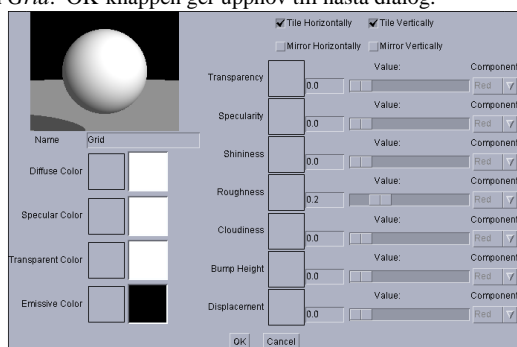 Grid. OK-knappen ger upphov till nästa dialog.
Tile Horizontally Tile Vertically
Mirror Horizontally Mirror Vertically
Transparency 0.0 Value: Component Red
Specularity 0.0 Value: Component Red
Shininess 0.0 Value: Component Red
Roughness 0.2 Value: Component Red
Cloudiness 0.0 Value: Component Red
Bump Height 0.0 Value: Component Red
Displacement 0.0 Value: Component Red
Name Grid
Diffuse Color
Specular Color
Transparent Color
Emissive Color
OK Cancel